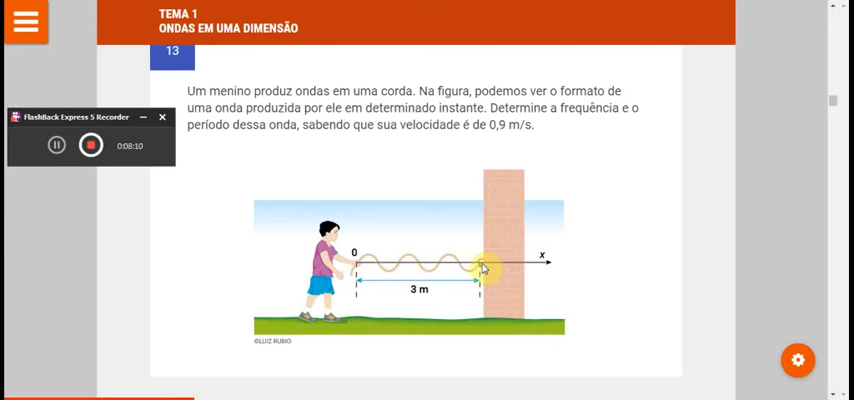 TEMA 1
ONDAS EM UMA DIMENSÃO
13
Um menino produz ondas em uma corda. Na figura, podemos ver o formato de
uma onda produzida por ele em determinado instante. Determine a frequência e o
período dessa onda, sabendo que sua velocidade é de 0,9 m/s.
FlashBack Express 5 Recorder
0:08:10
0
x
3 m
©LUIZ RUBIO